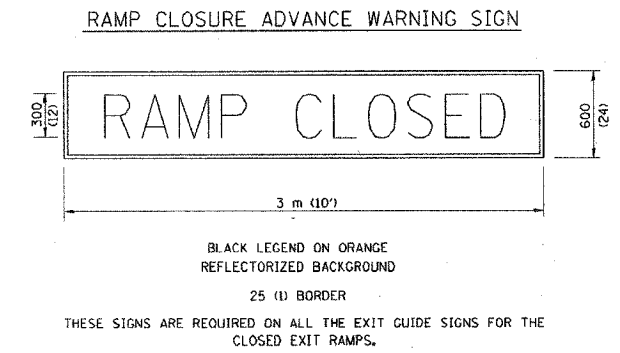 RAMP CLOSURE ADVANCE WARNING SIGN
RAMP CLOSED
300
(12)
600
(24)
3 m (10')
BLACK LEGEND ON ORANGE
REFLECTORIZED BACKGROUND
25 (1) BORDER
THESE SIGNS ARE REQUIRED ON ALL THE EXIT GUIDE SIGNS FOR THE
CLOSED EXIT RAMPS.